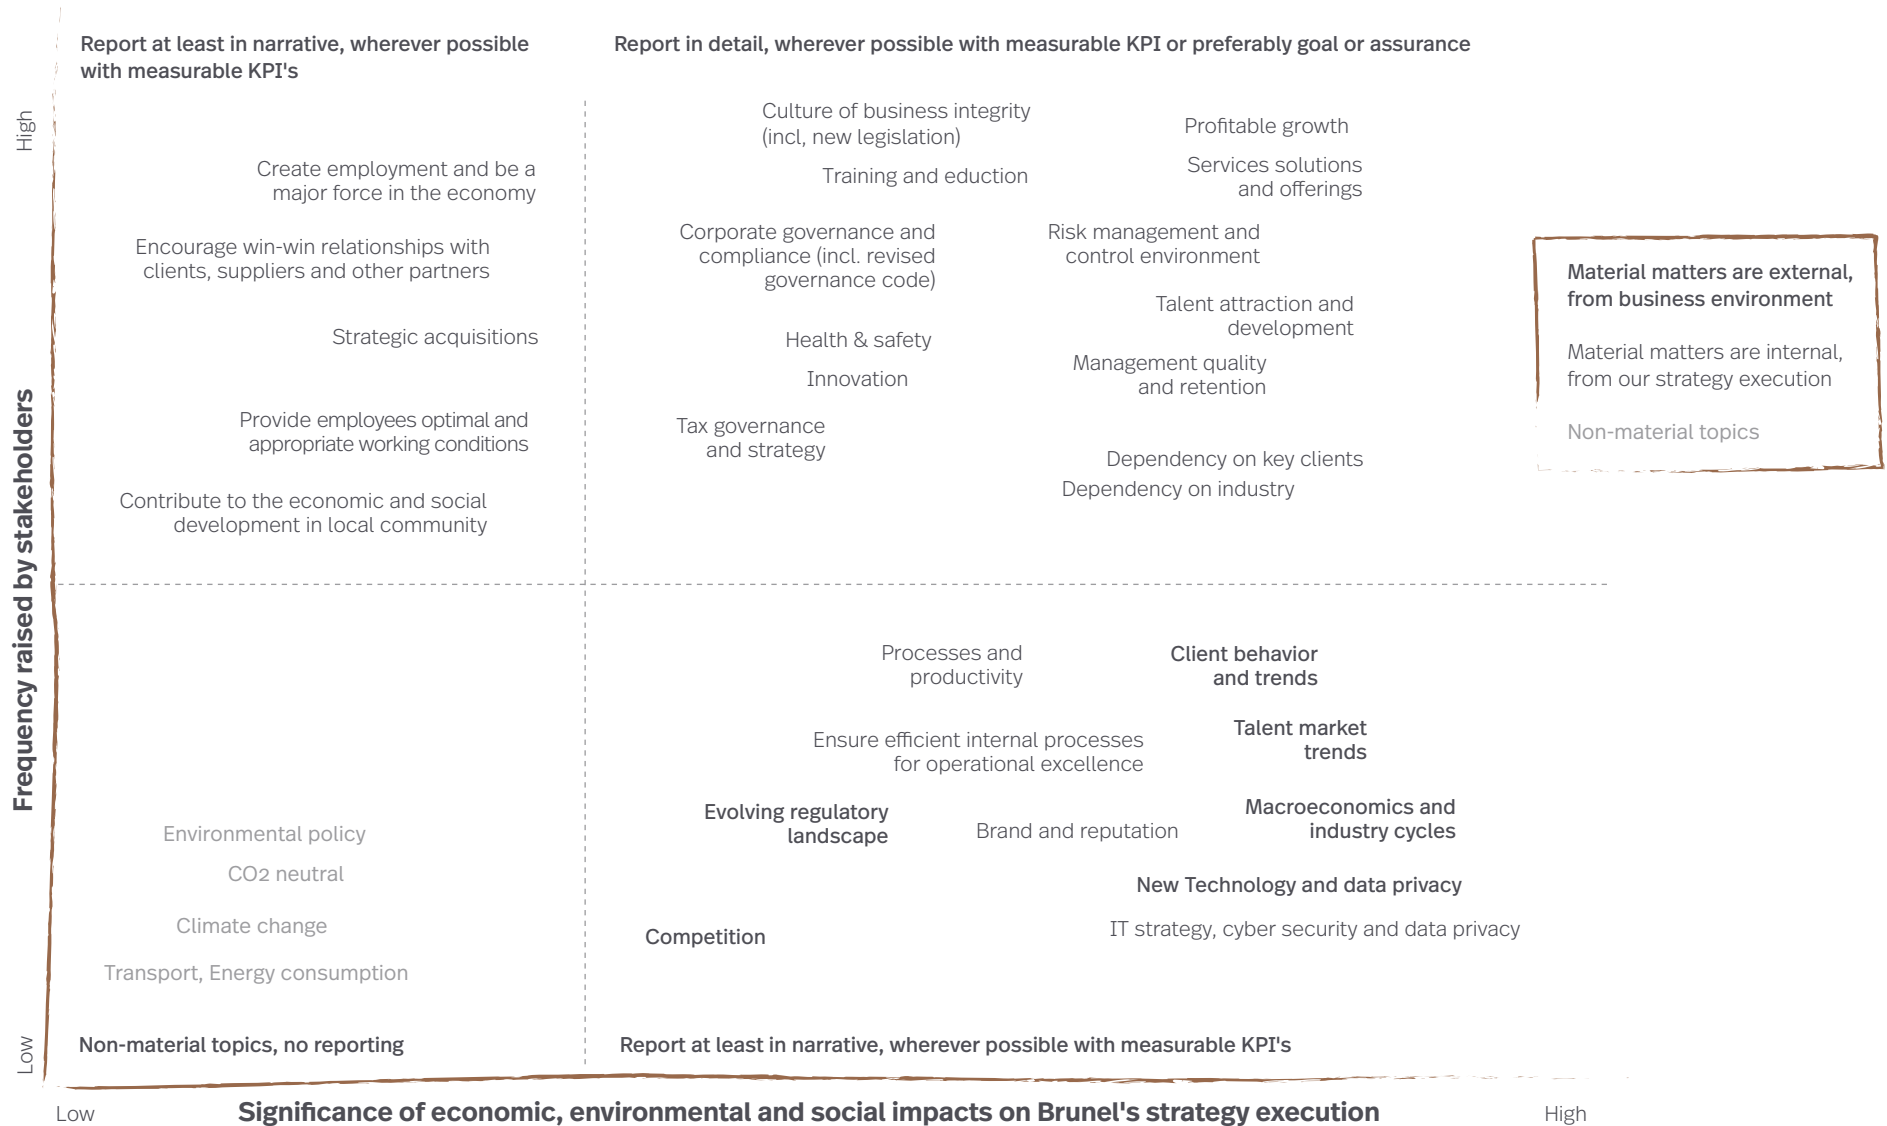 Report at least in narrative, wherever possible
with measurable KPI's
Report in detail, wherever possible with measurable KPI or preferably goal or assurance
High
Create employment and be a
major force in the economy
Encourage win-win relationships with
clients, suppliers and other partners
Strategic acquisitions
Provide employees optimal and
appropriate working conditions
Contribute to the economic and social
development in local community
Culture of business integrity
(incl, new legislation)
Training and eduction
Corporate governance and
compliance (incl. revised
governance code)
Health & safety
Innovation
Tax governance
and strategy
Profitable growth
Services solutions
and offerings
Risk management and
control environment
Talent attraction and
development
Management quality
and retention
Dependency on key clients
Dependency on industry
Material matters are external,
from business environment
Material matters are internal,
from our strategy execution
Non-material topics
Frequency raised by stakeholders
Environmental policy
CO2 neutral
Climate change
Transport, Energy consumption
Non-material topics, no reporting
Processes and
productivity
Client behavior
and trends
Ensure efficient internal processes
for operational excellence
Talent market
trends
Evolving regulatory
landscape
Brand and reputation
Macroeconomics and
industry cycles
New Technology and data privacy
Competition
IT strategy, cyber security and data privacy
Report at least in narrative, wherever possible with measurable KPI's
Low
Low
Significance of economic, environmental and social impacts on Brunel's strategy execution
High